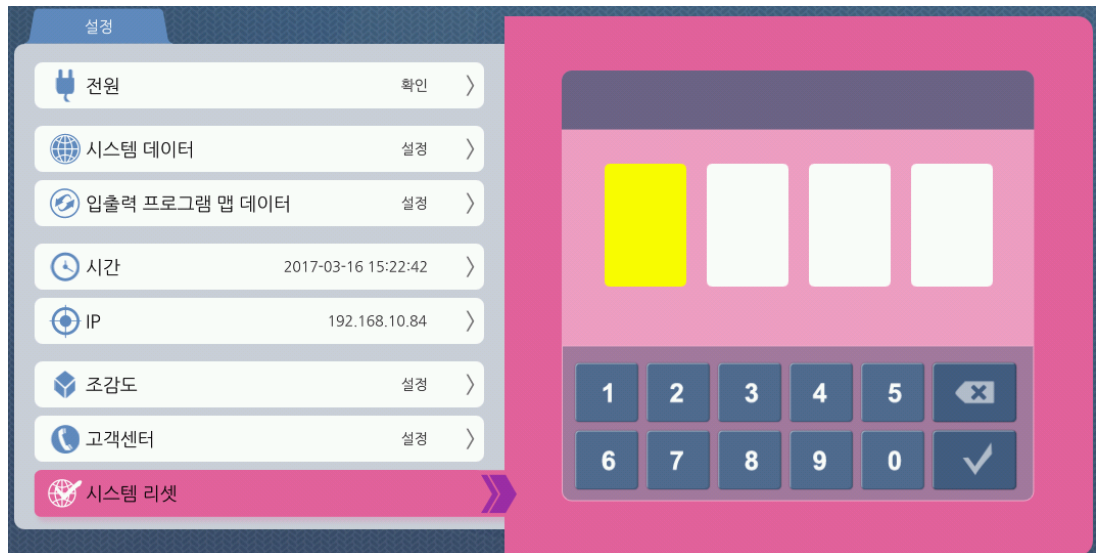 설정
전원 확인
시스템 데이터 설정
입출력 프로그램 맵 데이터 설정
시간 2017-03-16 15:22:42
IP 192.168.10.84
조감도 설정
고객센터 설정
시스템 리셋
1 2 3 4 5
6 7 8 9 0